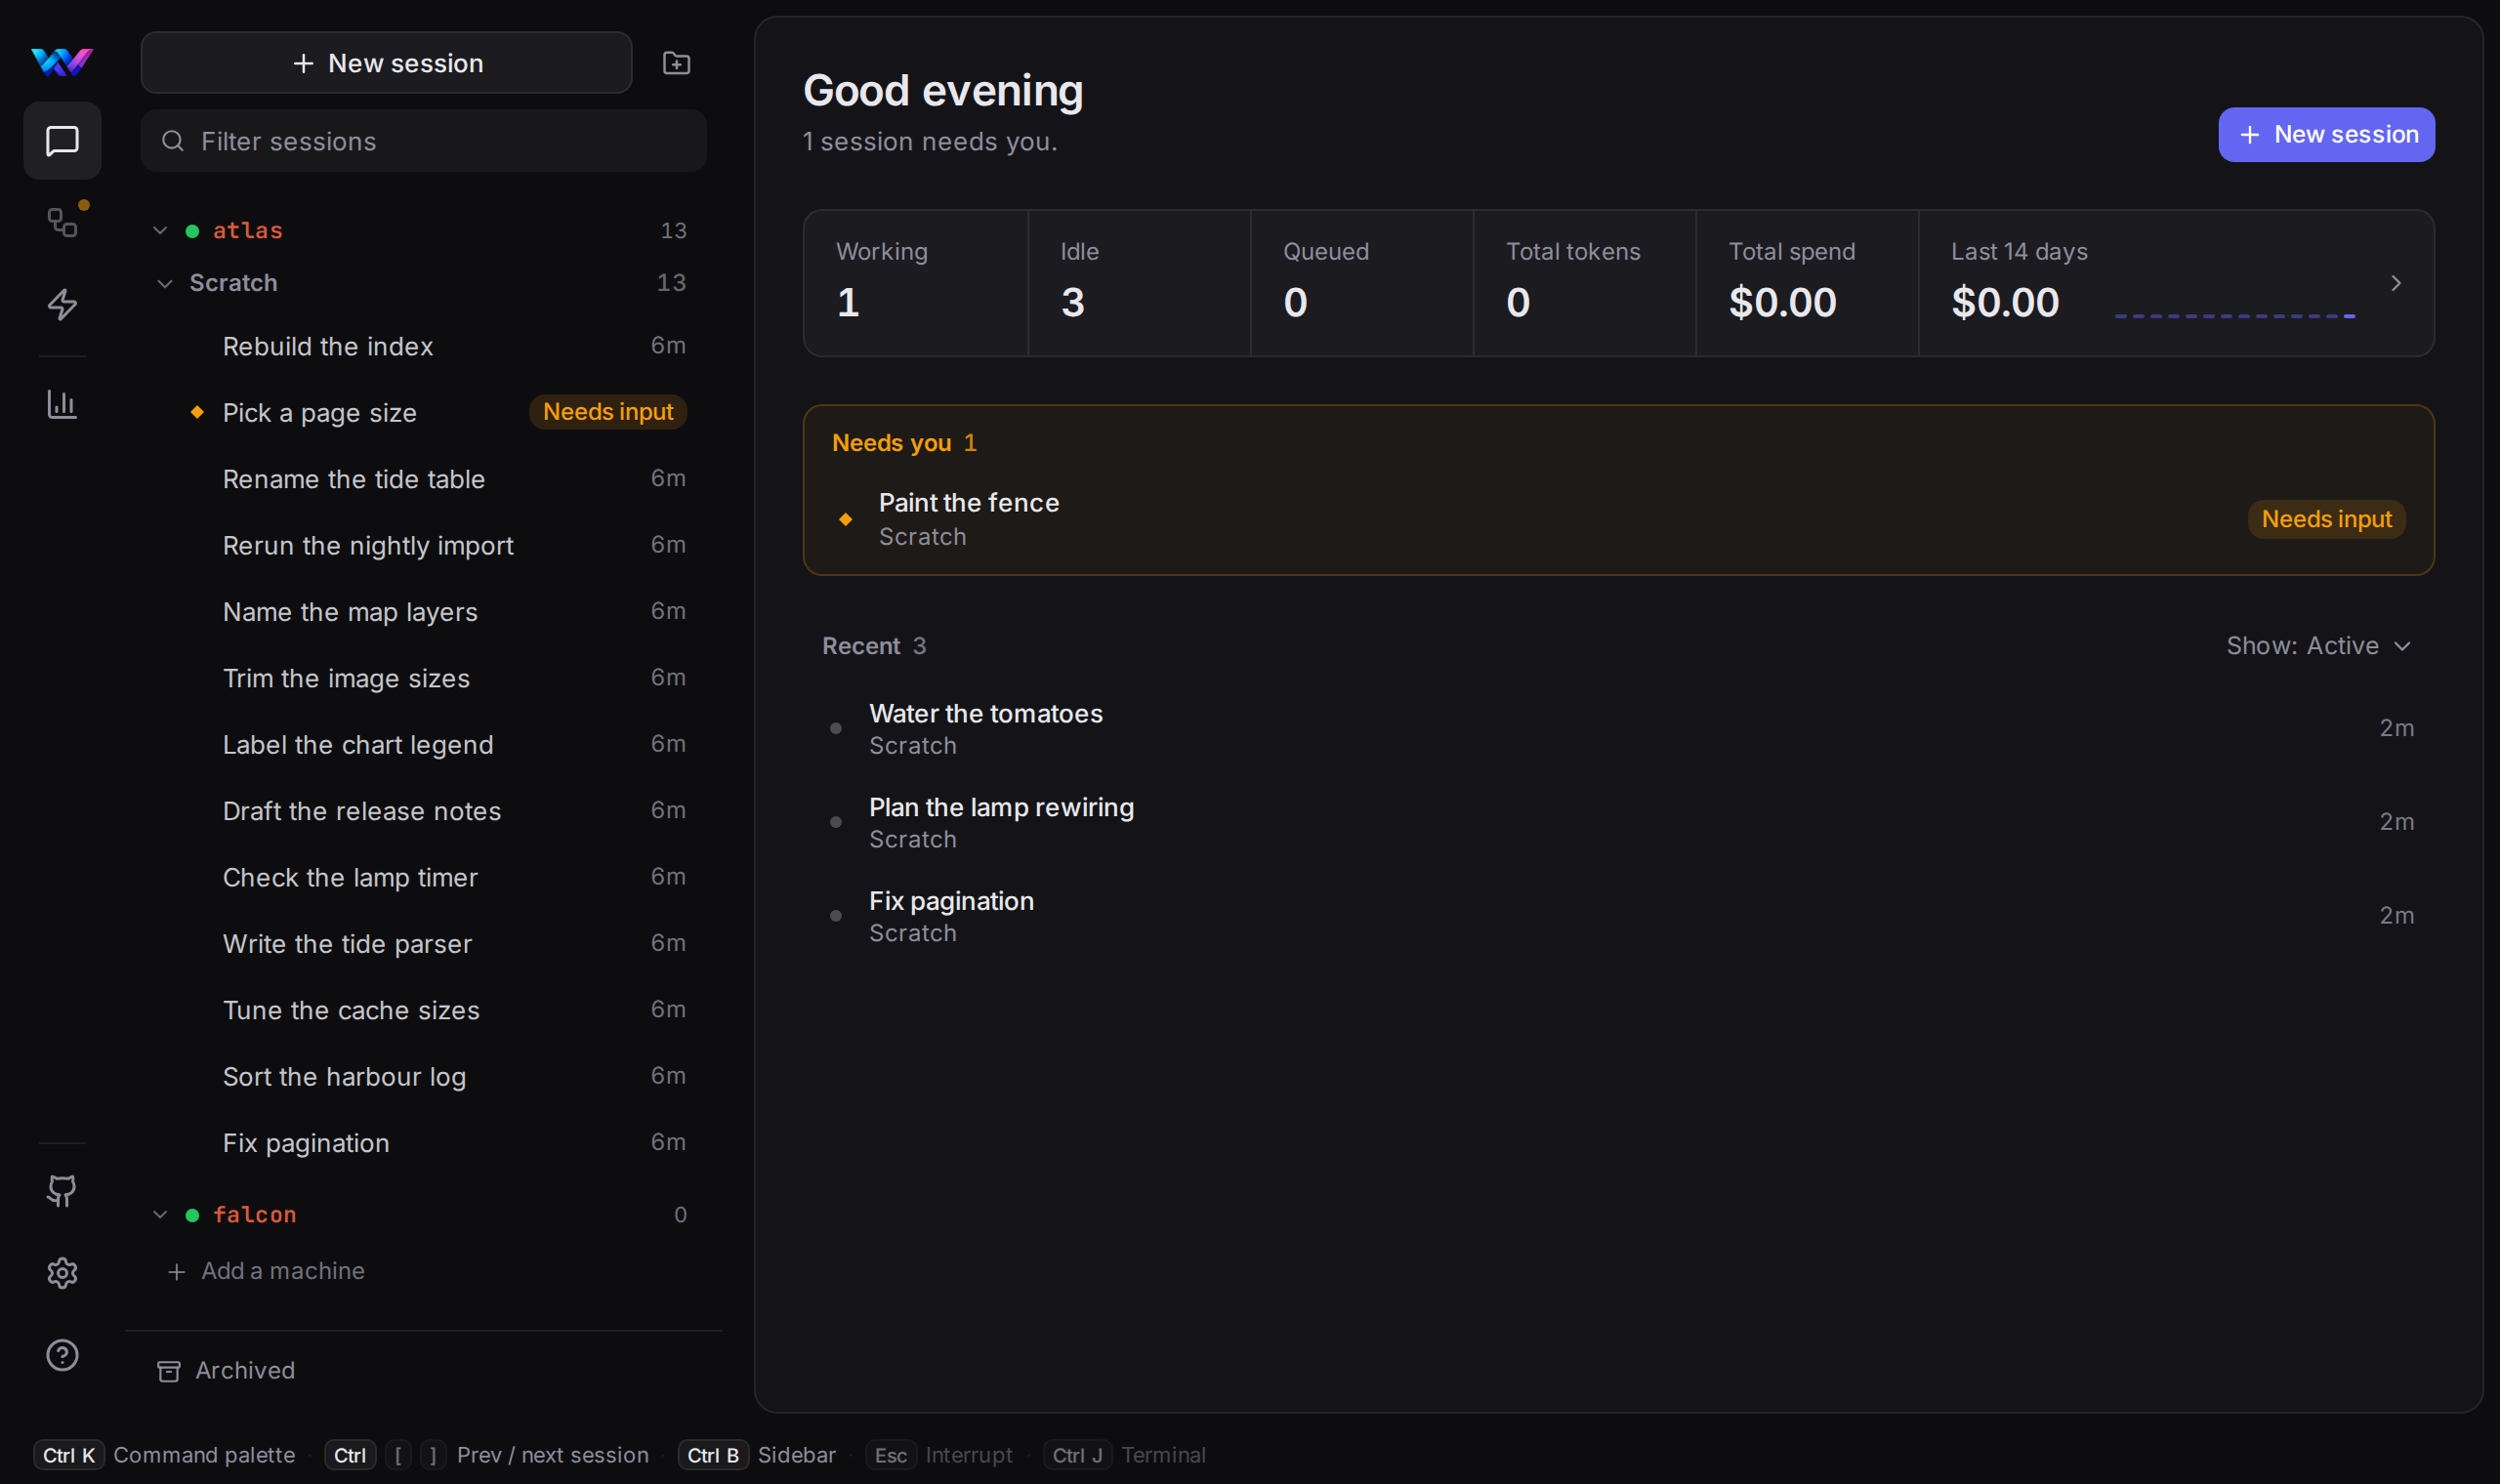 New session
Filter sessions
atlas 13
Scratch 13
Rebuild the index 6m
Pick a page size Needs input
Rename the tide table 6m
Rerun the nightly import 6m
Name the map layers 6m
Trim the image sizes 6m
Label the chart legend 6m
Draft the release notes 6m
Check the lamp timer 6m
Write the tide parser 6m
Tune the cache sizes 6m
Sort the harbour log 6m
Fix pagination 6m
falcon 0
Add a machine
Archived
Good evening
1 session needs you.
New session
Working Idle Queued Total tokens Total spend Last 14 days
1 3 0 0 $0.00 $0.00
Needs you 1
Paint the fence
Scratch
Needs input
Recent 3 Show: Active
Water the tomatoes
Scratch
2m
Plan the lamp rewiring
Scratch
2m
Fix pagination
Scratch
2m
Ctrl K Command palette · Ctrl [ ] Prev / next session · Ctrl B Sidebar · Esc Interrupt · Ctrl J Terminal